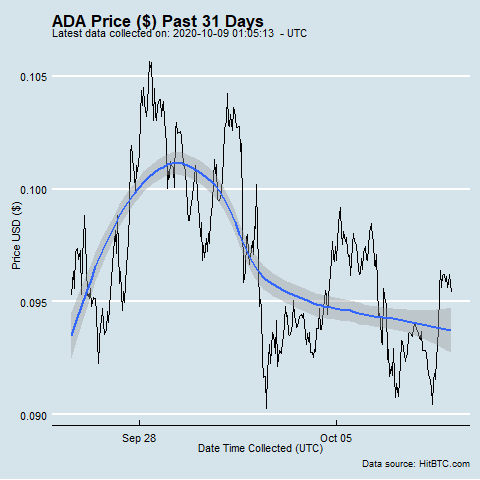 ADA Price ($) Past 31 Days
Latest data collected on: 2020-10-09 01:05:13 - UTC
0.105
0.100
0.095
0.090
Price USD ($)
Sep 28
Oct 05
Date Time Collected (UTC)
Data source: HitBTC.com